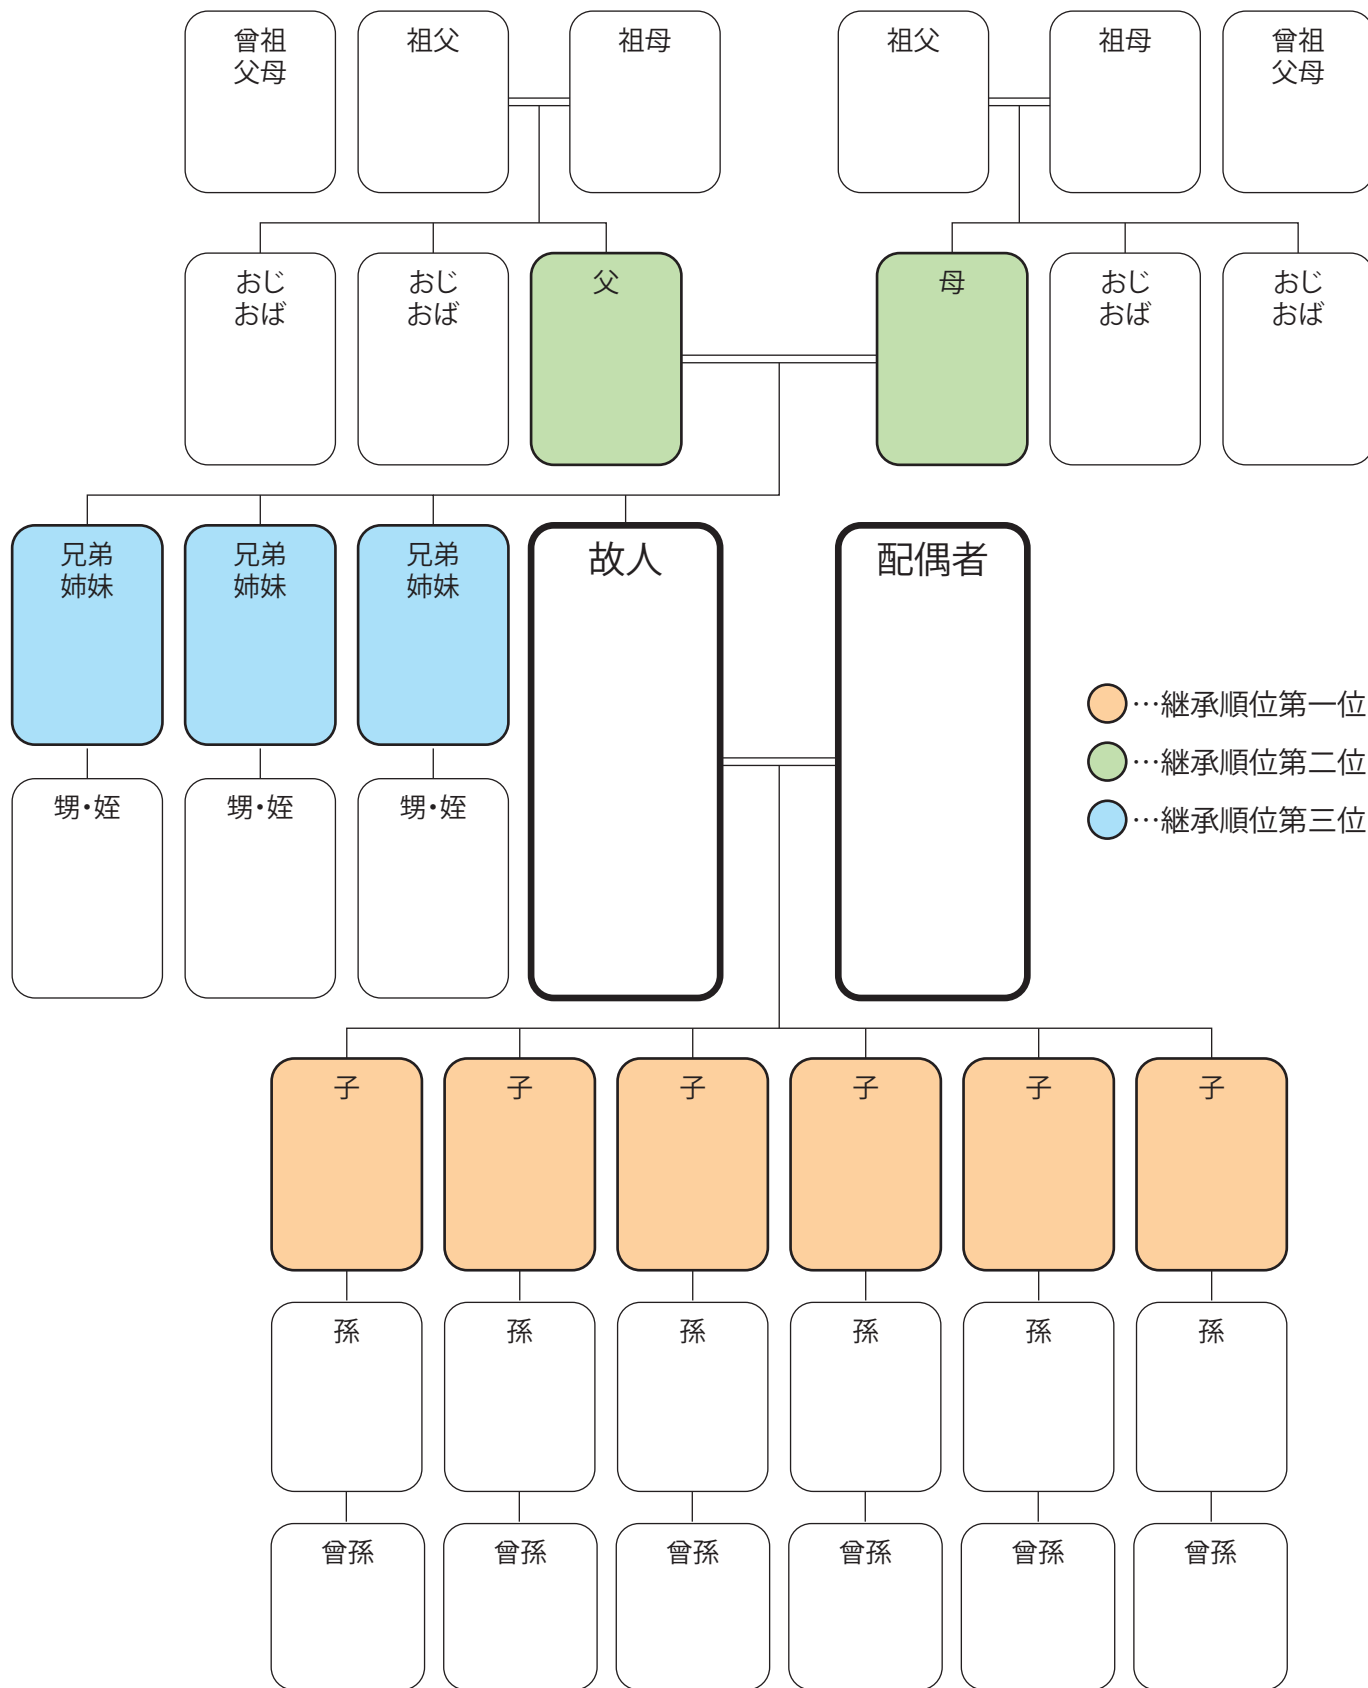 曾祖
父母
祖父
祖母
祖父
祖母
曾祖
父母
おじ
おば
おじ
おば
父
母
おじ
おば
おじ
おば
兄弟
姉妹
兄弟
姉妹
兄弟
姉妹
故人
配偶者
…継承順位第一位
…継承順位第二位
…継承順位第三位
甥・姪
甥・姪
甥・姪
子
子
子
子
子
子
孫
孫
孫
孫
孫
孫
曾孫
曾孫
曾孫
曾孫
曾孫
曾孫